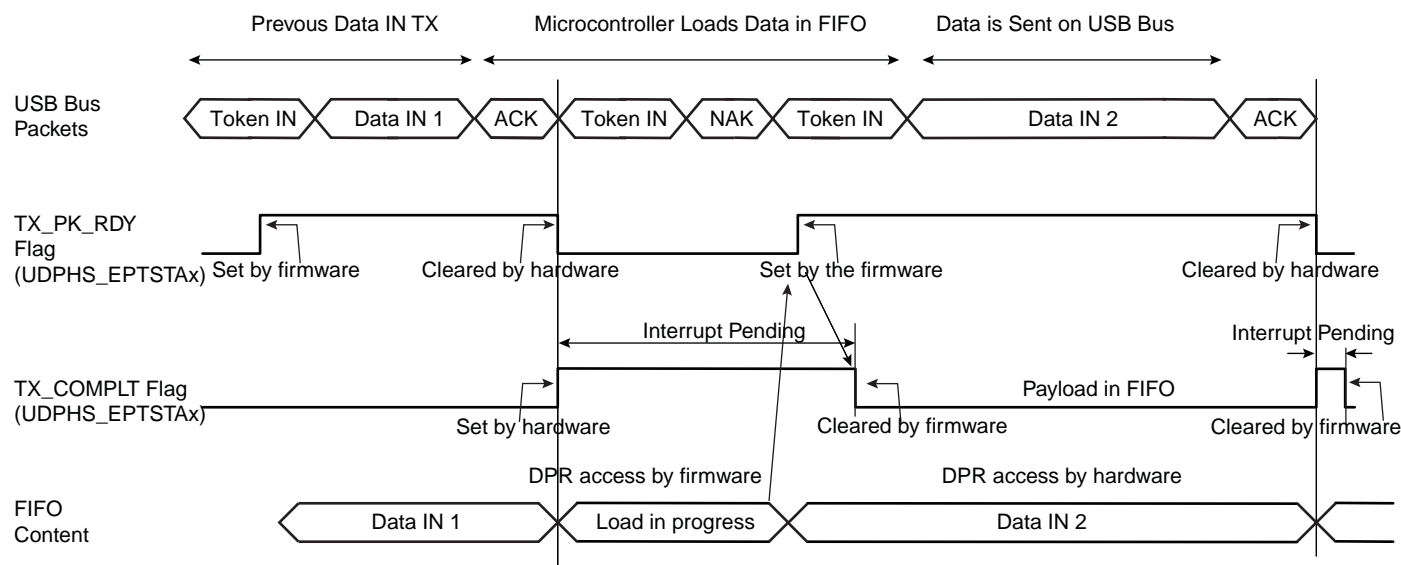 Prevous Data IN TX
Microcontroller Loads Data in FIFO
Data is Sent on USB Bus
USB Bus
Packets
Token IN
Data IN 1
ACK
Token IN
NAK
Token IN
Data IN 2
ACK
TX_PK_RDY
Flag
(UDPHS_EPTSTAx)
Set by firmware
Cleared by hardware
Set by the firmware
Cleared by hardware
Interrupt Pending
Interrupt Pending
TX_COMPLT Flag
(UDPHS_EPTSTAx)
Payload in FIFO
Set by hardware
Cleared by firmware
Cleared by firmware
DPR access by firmware
DPR access by hardware
FIFO
Content
Data IN 1
Load in progress
Data IN 2